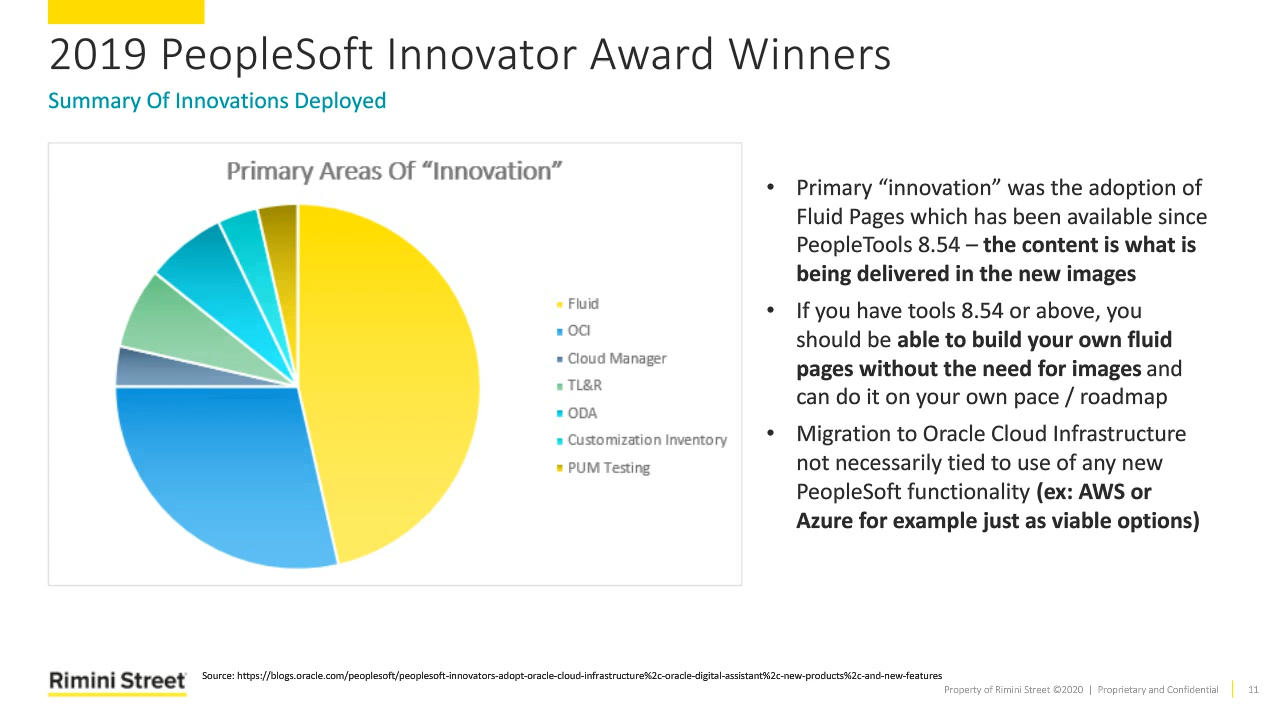 2019 PeopleSoft Innovator Award Winners
Summary Of Innovations Deployed
Primary Areas Of “Innovation”
Fluid
OCI
Cloud Manager
TL&R
ODA
Customization Inventory
PUM Testing
• Primary “innovation” was the adoption of
Fluid Pages which has been available since
PeopleTools 8.54 – the content is what is
being delivered in the new images
• If you have tools 8.54 or above, you
should be able to build your own fluid
pages without the need for images and
can do it on your own pace / roadmap
• Migration to Oracle Cloud Infrastructure
not necessarily tied to use of any new
PeopleSoft functionality (ex: AWS or
Azure for example just as viable options)
Rimini Street
Source: https://blogs.oracle.com/peoplesoft/peoplesoft-innovators-adopt-oracle-cloud-infrastructure%2c-oracle-digital-assistant%2c-new-products%2c-and-new-features
Property of Rimini Street ©2020 | Proprietary and Confidential 11